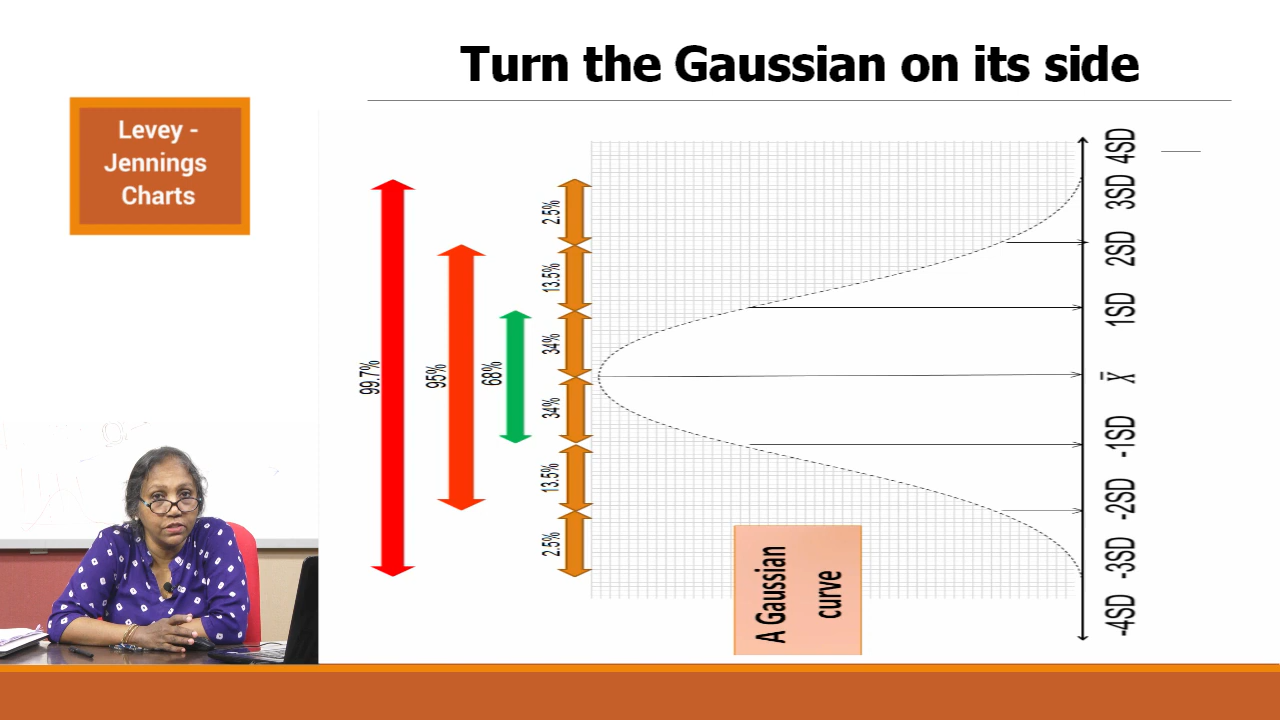 Turn the Gaussian on its side
Levey -
Jennings
Charts
99.7%
95%
68%
2.5%
13.5%
34%
34%
13.5%
2.5%
4SD
3SD
2SD
1SD
X̄
-1SD
-2SD
-3SD
-4SD
A Gaussian
curve